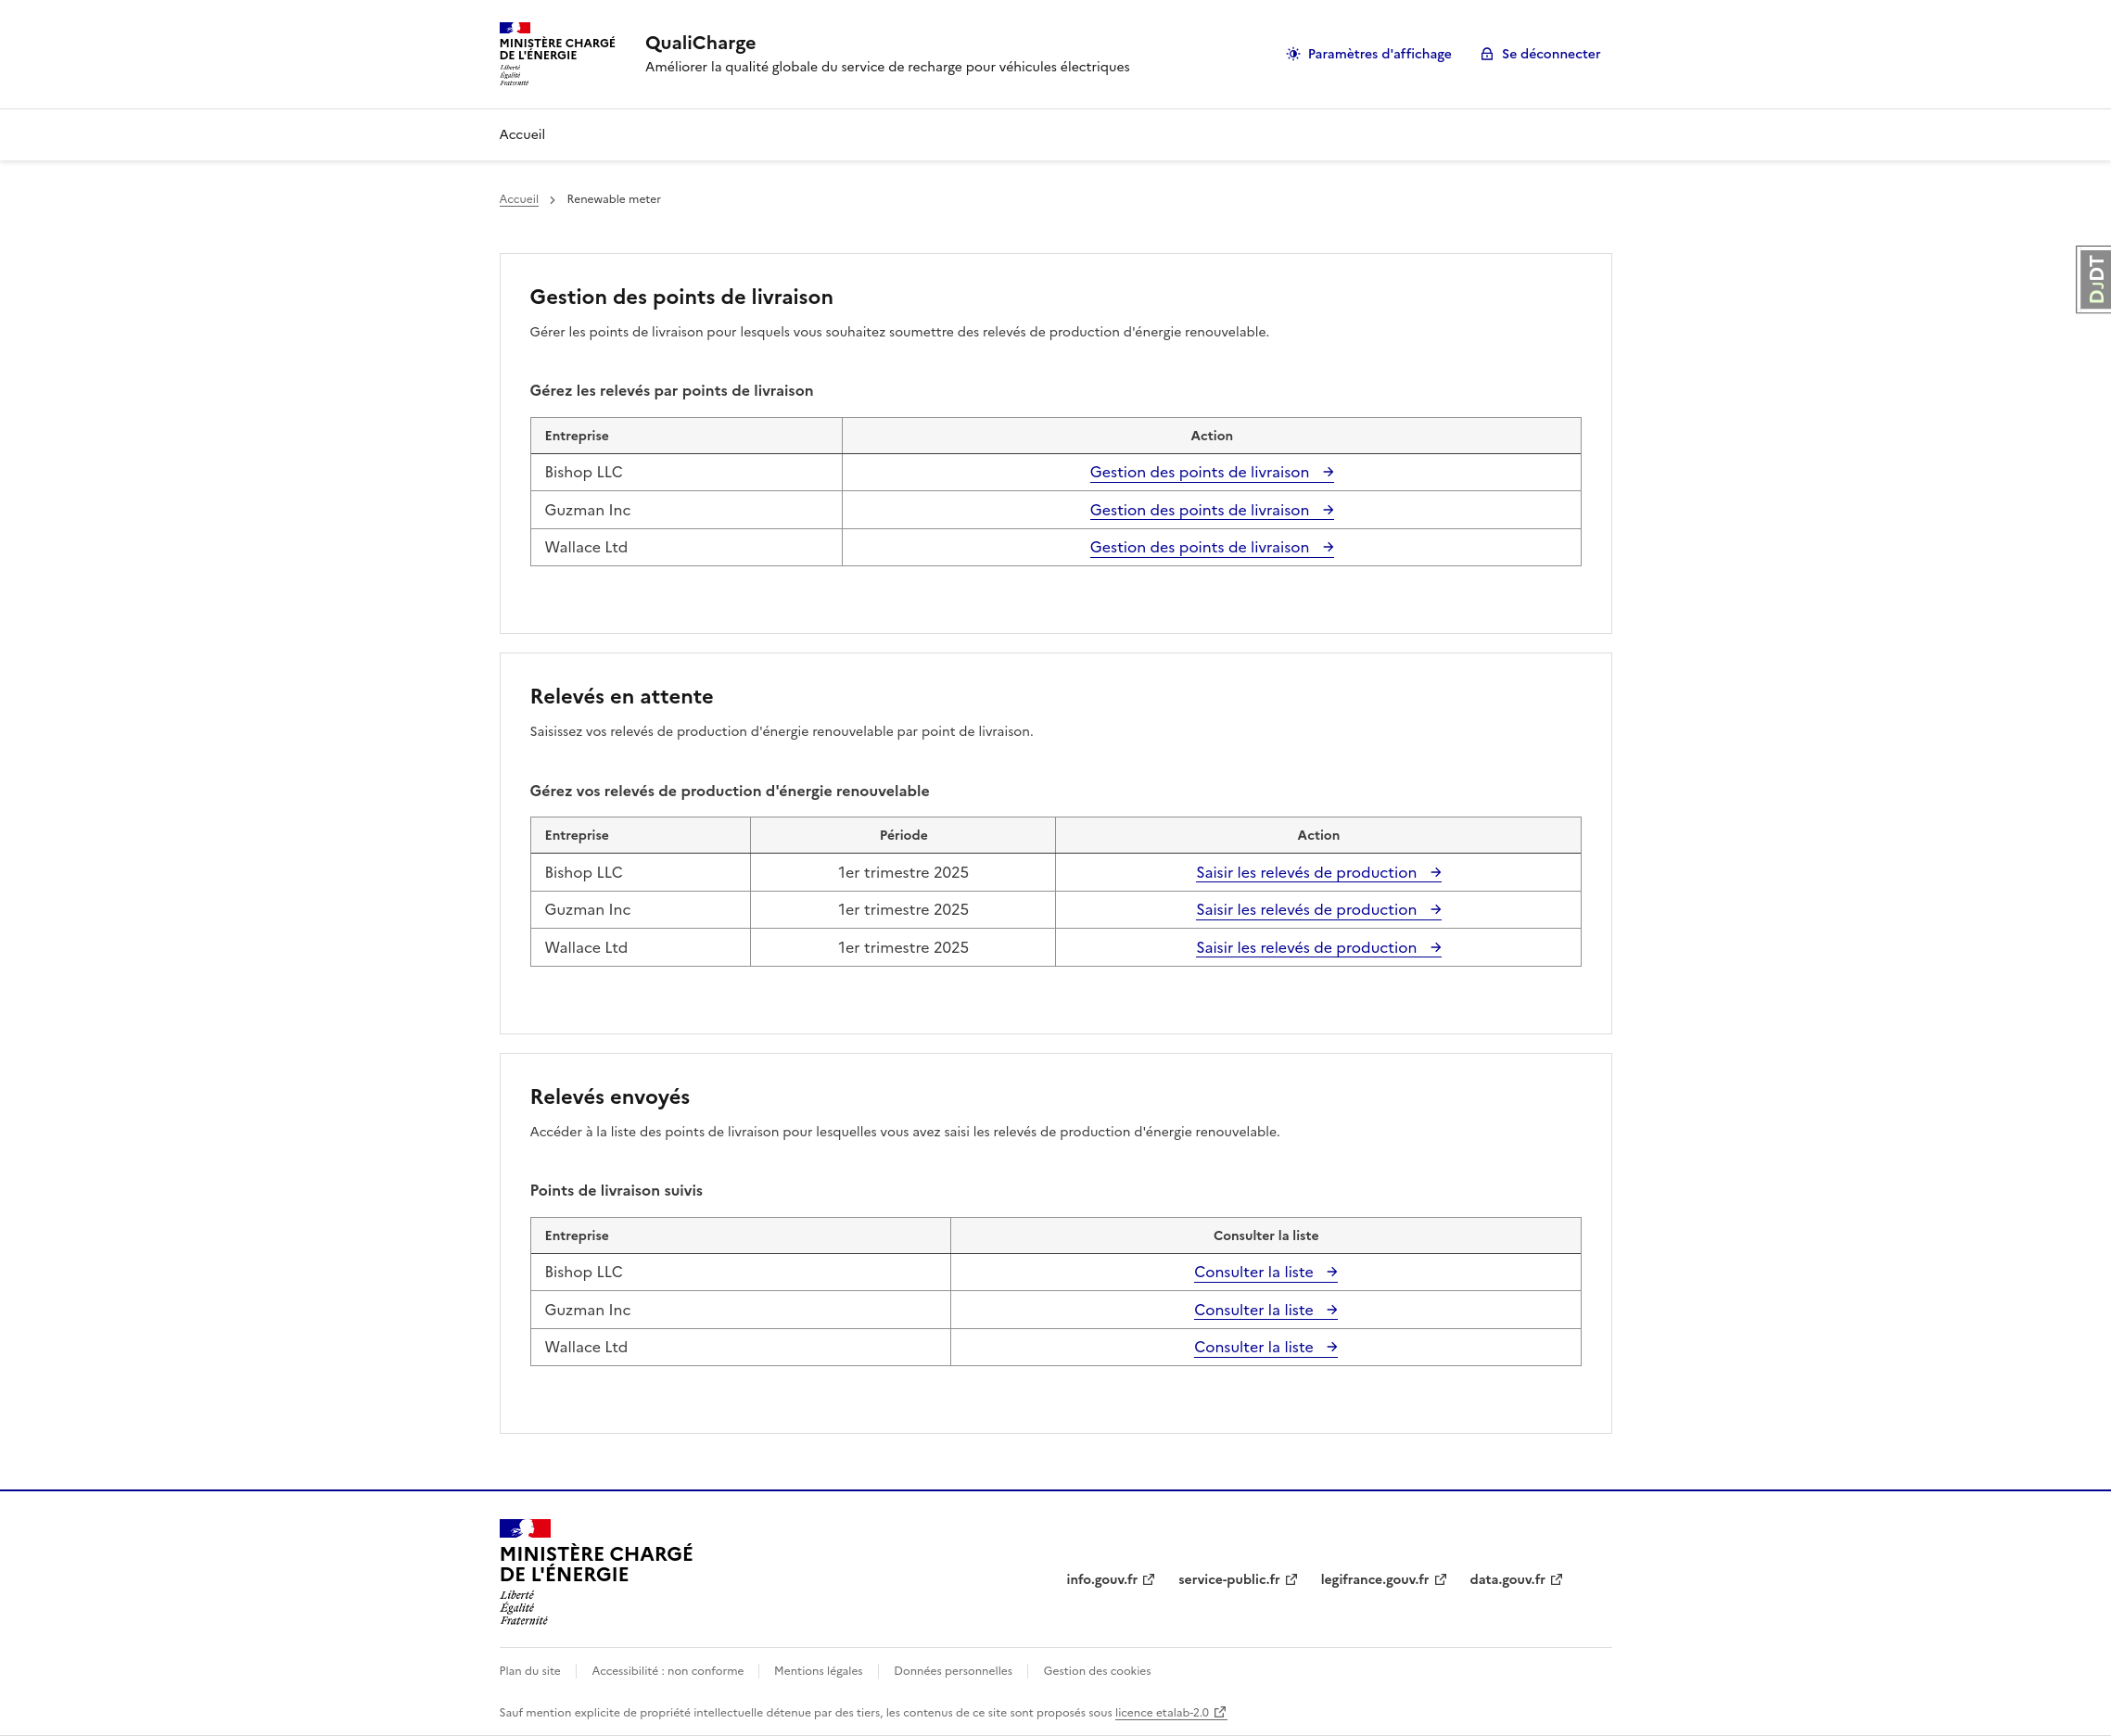 MINISTÈRE CHARGÉ
DE L'ÉNERGIE
Liberté
Égalité
Fraternité
QualiCharge
Améliorer la qualité globale du service de recharge pour véhicules électriques
Paramètres d'affichage
Se déconnecter
Accueil
Accueil > Renewable meter
DJDT
Gestion des points de livraison
Gérer les points de livraison pour lesquels vous souhaitez soumettre des relevés de production d'énergie renouvelable.
Gérez les relevés par points de livraison
Entreprise Action
Bishop LLC Gestion des points de livraison →
Guzman Inc Gestion des points de livraison →
Wallace Ltd Gestion des points de livraison →
Relevés en attente
Saisissez vos relevés de production d'énergie renouvelable par point de livraison.
Gérez vos relevés de production d'énergie renouvelable
Entreprise Période Action
Bishop LLC 1er trimestre 2025 Saisir les relevés de production →
Guzman Inc 1er trimestre 2025 Saisir les relevés de production →
Wallace Ltd 1er trimestre 2025 Saisir les relevés de production →
Relevés envoyés
Accéder à la liste des points de livraison pour lesquelles vous avez saisi les relevés de production d'énergie renouvelable.
Points de livraison suivis
Entreprise Consulter la liste
Bishop LLC Consulter la liste →
Guzman Inc Consulter la liste →
Wallace Ltd Consulter la liste →
MINISTÈRE CHARGÉ
DE L'ÉNERGIE
Liberté
Égalité
Fraternité
info.gouv.fr service-public.fr legifrance.gouv.fr data.gouv.fr
Plan du site Accessibilité : non conforme Mentions légales Données personnelles Gestion des cookies
Sauf mention explicite de propriété intellectuelle détenue par des tiers, les contenus de ce site sont proposés sous licence etalab-2.0